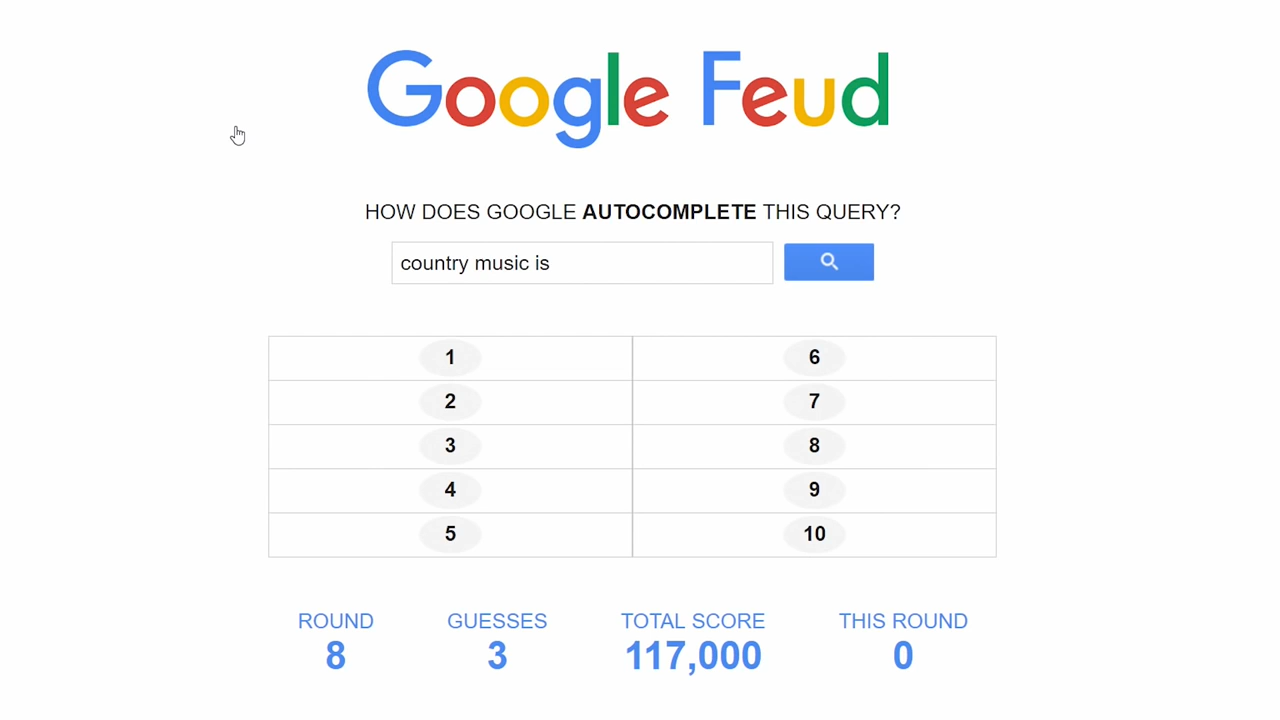 Google Feud
HOW DOES GOOGLE AUTOCOMPLETE THIS QUERY?
country music is
1 6
2 7
3 8
4 9
5 10
ROUND GUESSES TOTAL SCORE THIS ROUND
8 3 117,000 0